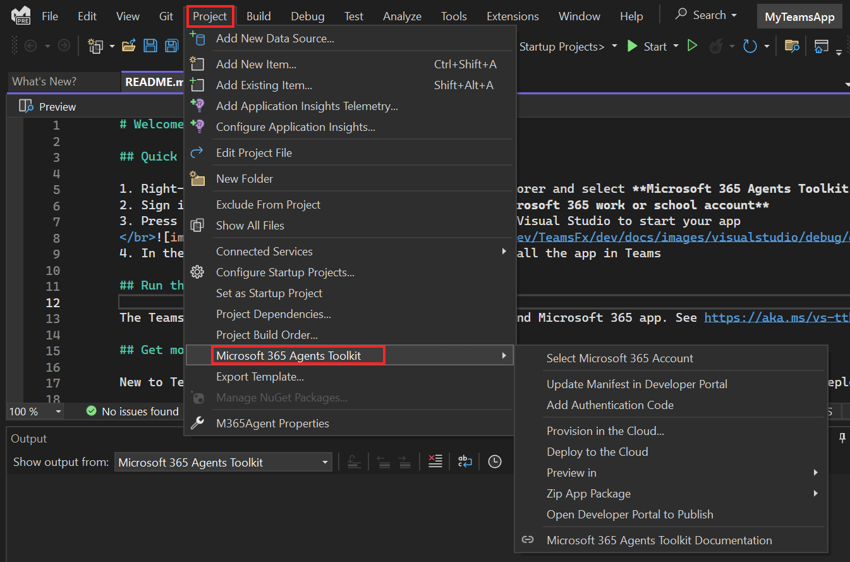 PRE File Edit View Git Project Build Debug Test Analyze Tools Extensions Window Help Search MyTeamsApp
Startup Projects> Start
What's New? README.m
Preview
Add New Data Source...
Add New Item... Ctrl+Shift+A
Add Existing Item... Shift+Alt+A
Add Application Insights Telemetry...
Configure Application Insights...
Edit Project File
New Folder
Exclude From Project
Show All Files
Connected Services
Configure Startup Projects...
Set as Startup Project
Project Dependencies...
Project Build Order...
Microsoft 365 Agents Toolkit
Export Template...
Manage NuGet Packages...
M365Agent Properties
1 # Welcome
2
3 ## Quick
4
5 1. Right- orer and select **Microsoft 365 Agents Toolkit
6 2. Sign i rosoft 365 work or school account**
7 3. Press Visual Studio to start your app
8 </br>![im ev/TeamsFx/dev/docs/images/visualstudio/debug/
9 4. In the all the app in Teams
10
11 ## Run th
12
13 The Teams nd Microsoft 365 app. See https://aka.ms/vs-tt
14
15 ## Get mo
16
17 New to Te eplo
18
100 % No issues found
Select Microsoft 365 Account
Update Manifest in Developer Portal
Add Authentication Code
Provision in the Cloud...
Deploy to the Cloud
Preview in
Zip App Package
Open Developer Portal to Publish
Microsoft 365 Agents Toolkit Documentation
Output
Show output from: Microsoft 365 Agents Toolkit